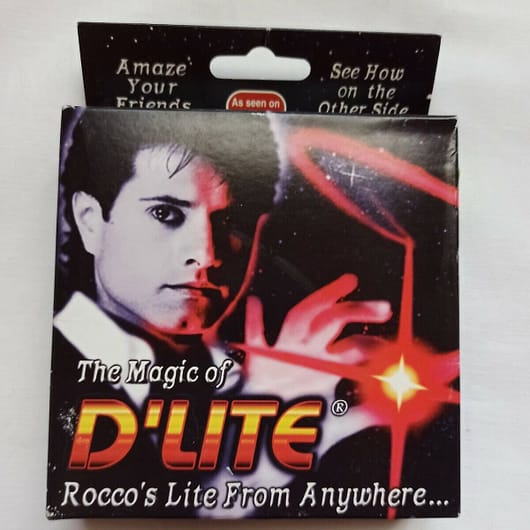 Amaze
Your
Friends
As seen on
See How
on the
Other Side
The Magic of
D'LITE®
Rocco's Lite From Anywhere...